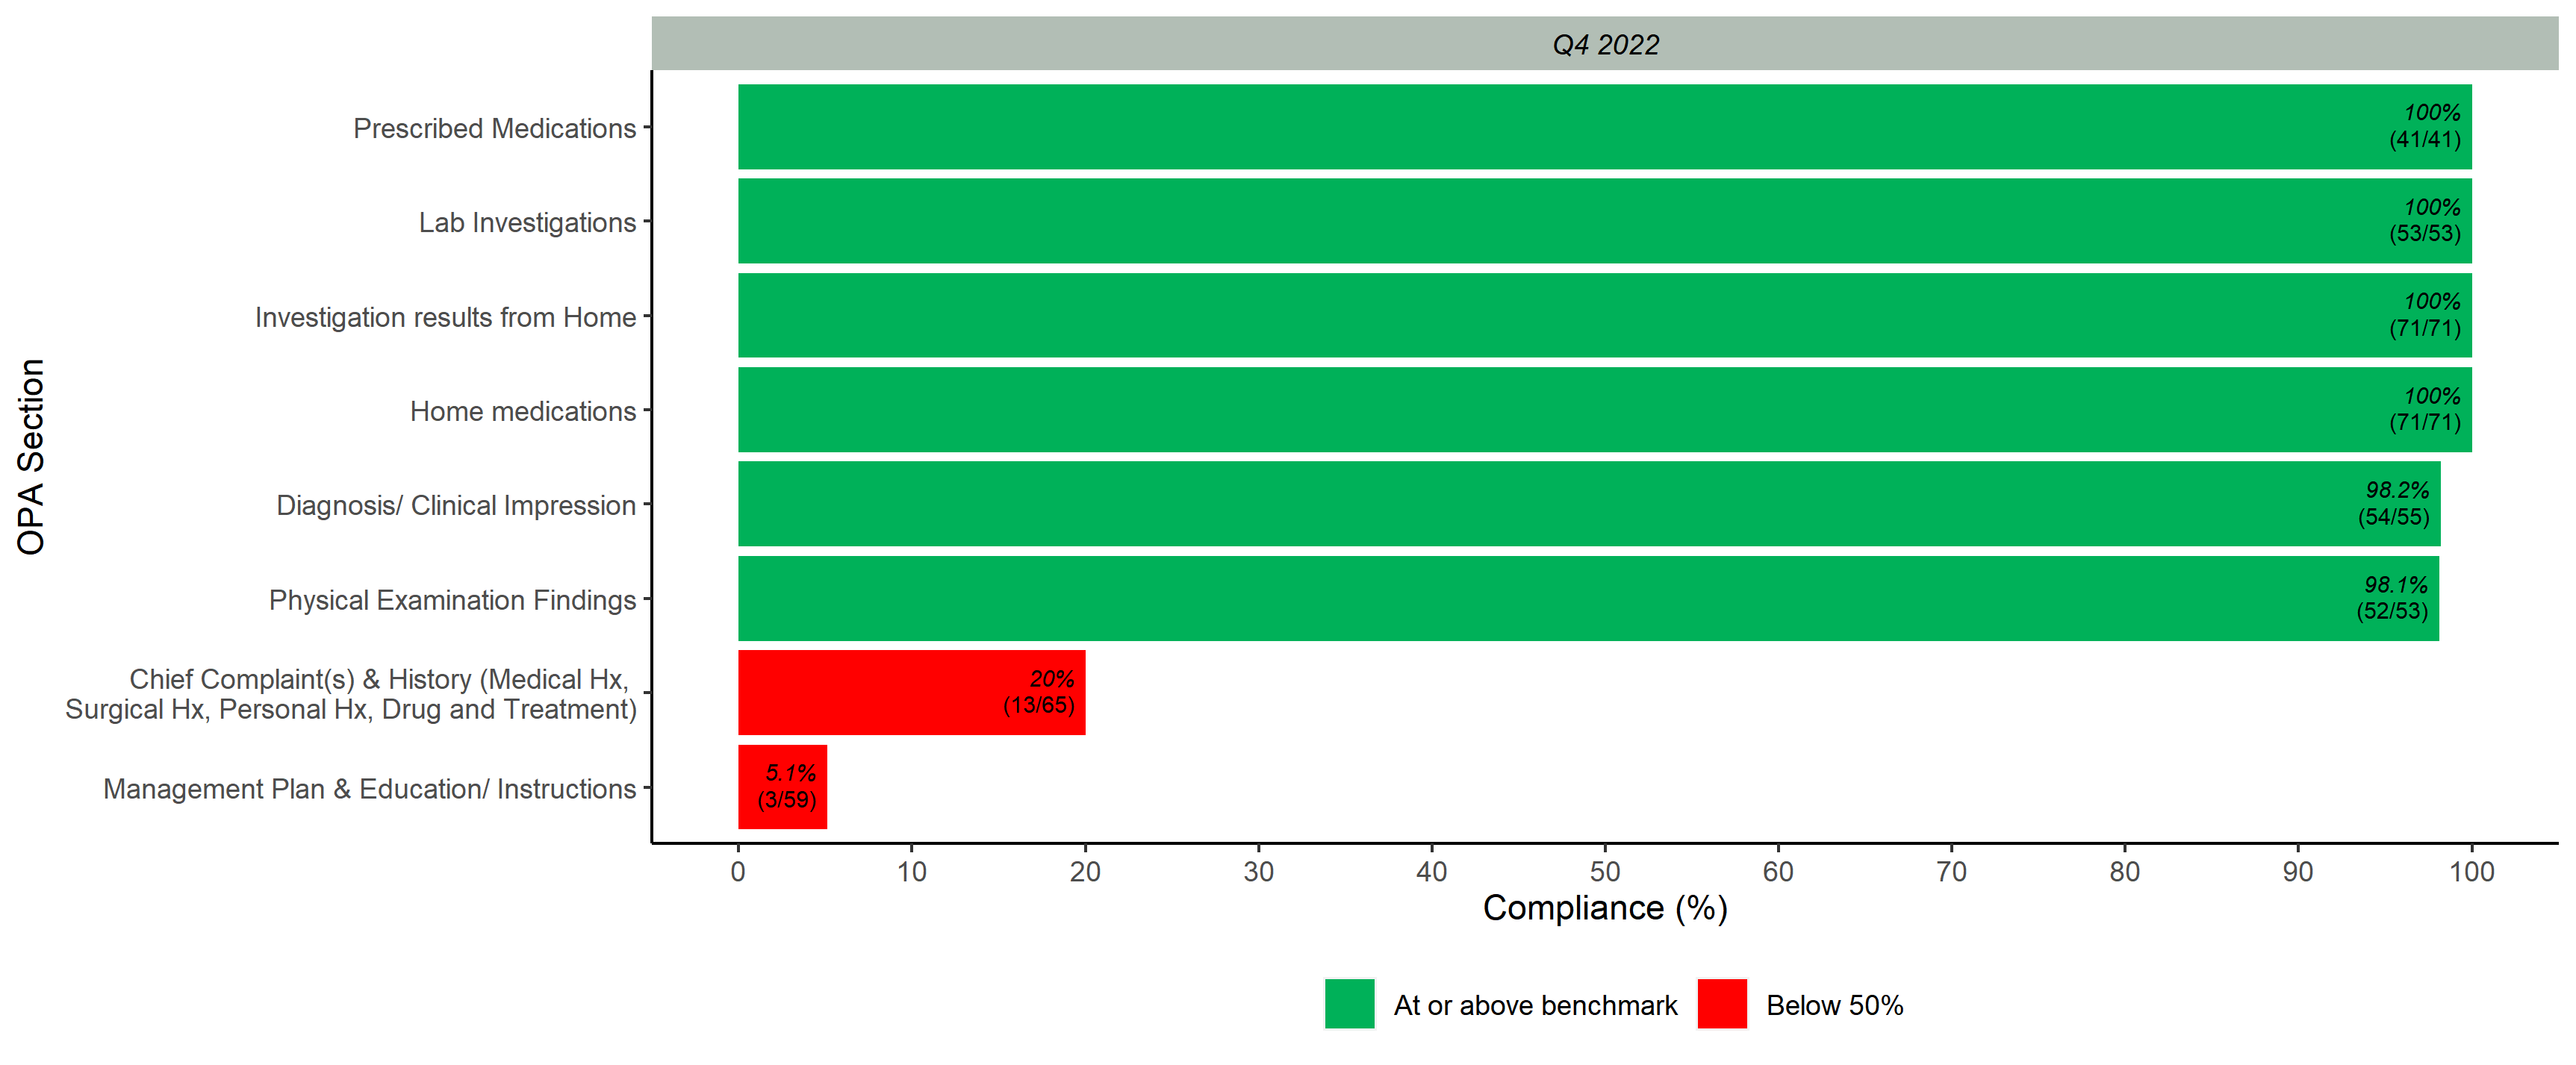 Q4 2022
OPA Section
Prescribed Medications
100%
(41/41)
Lab Investigations
100%
(53/53)
Investigation results from Home
100%
(71/71)
Home medications
100%
(71/71)
Diagnosis/ Clinical Impression
98.2%
(54/55)
Physical Examination Findings
98.1%
(52/53)
Chief Complaint(s) & History (Medical Hx,
Surgical Hx, Personal Hx, Drug and Treatment)
20%
(13/65)
Management Plan & Education/ Instructions
5.1%
(3/59)
0 10 20 30 40 50 60 70 80 90 100
Compliance (%)
At or above benchmark Below 50%